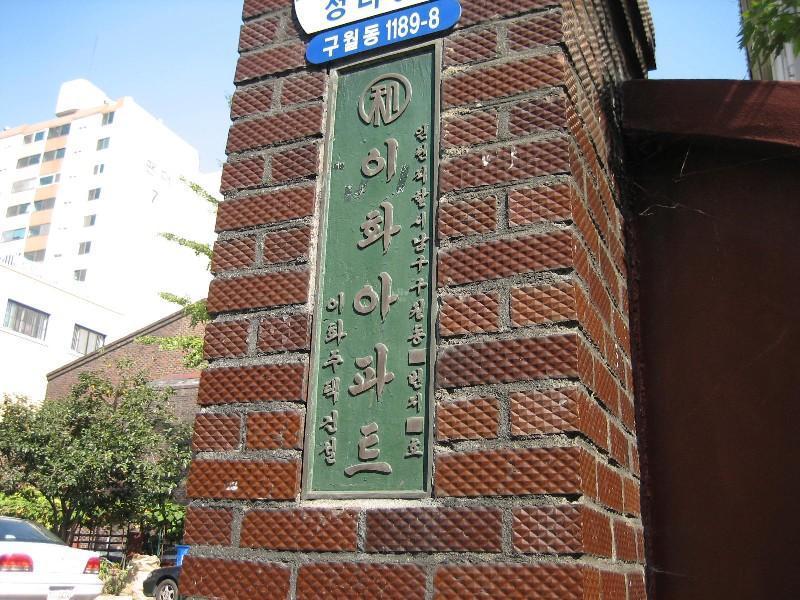 구월동 1189-8
和
이화아파트
인천직할시남구구월동 번지 호
이화주택건설